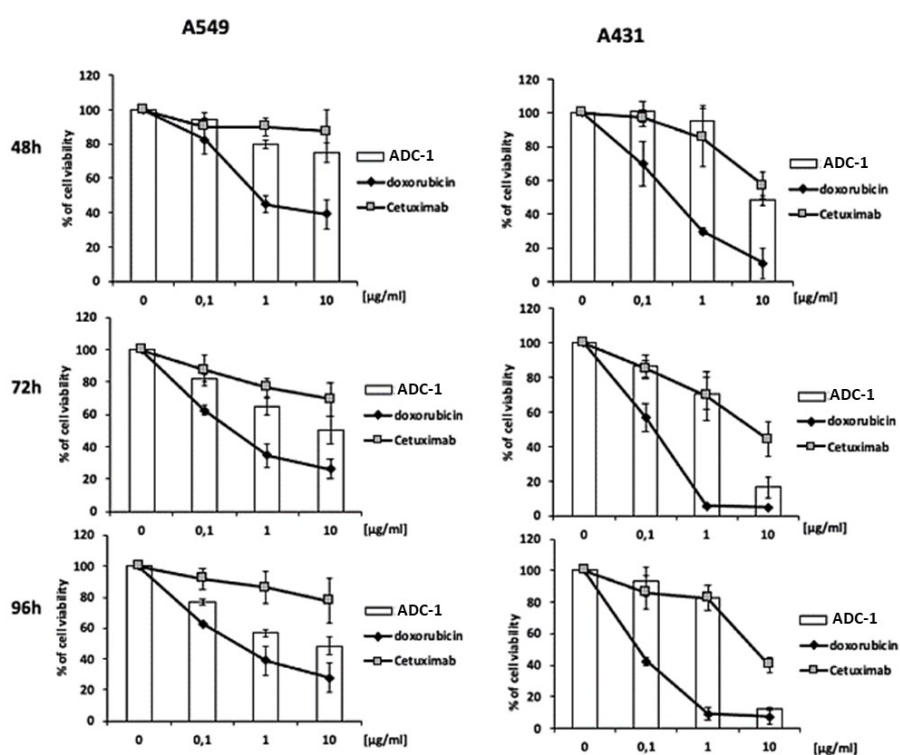 A549
A431
48h
% of cell viability
120
100
80
60
40
20
0
0 0,1 1 10 [µg/ml]
ADC-1
doxorubicin
Cetuximab
% of cell viability
120
100
80
60
40
20
0
0 0,1 1 10 [µg/ml]
ADC-1
doxorubicin
Cetuximab
72h
% of cell viability
120
100
80
60
40
20
0
0 0,1 1 10 [µg/ml]
ADC-1
doxorubicin
Cetuximab
% of cell viability
120
100
80
60
40
20
0
0 0,1 1 10 [µg/ml]
ADC-1
doxorubicin
Cetuximab
96h
% of cell viability
120
100
80
60
40
20
0
0 0,1 1 10 [µg/ml]
ADC-1
doxorubicin
Cetuximab
% of cell viability
120
100
80
60
40
20
0
0 0,1 1 10 [µg/ml]
ADC-1
doxorubicin
Cetuximab